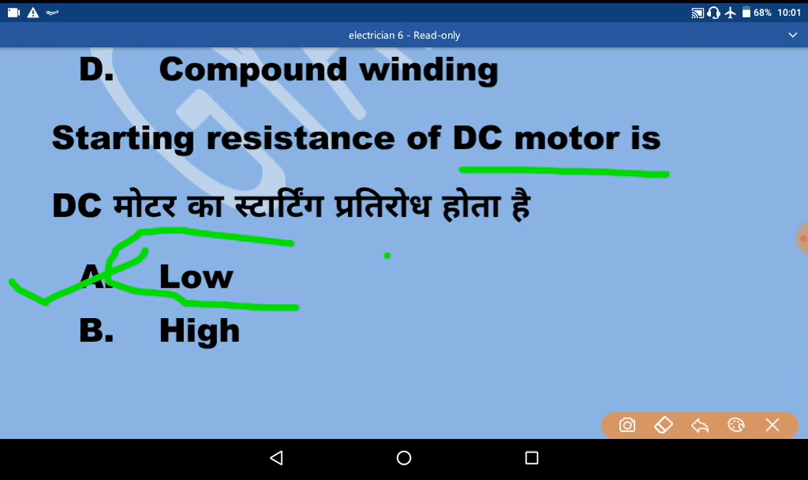 68% 10:01
electrician 6 - Read-only
D. Compound winding
Starting resistance of DC motor is
DC मोटर का स्टार्टिंग प्रतिरोध होता है
A. Low
B. High